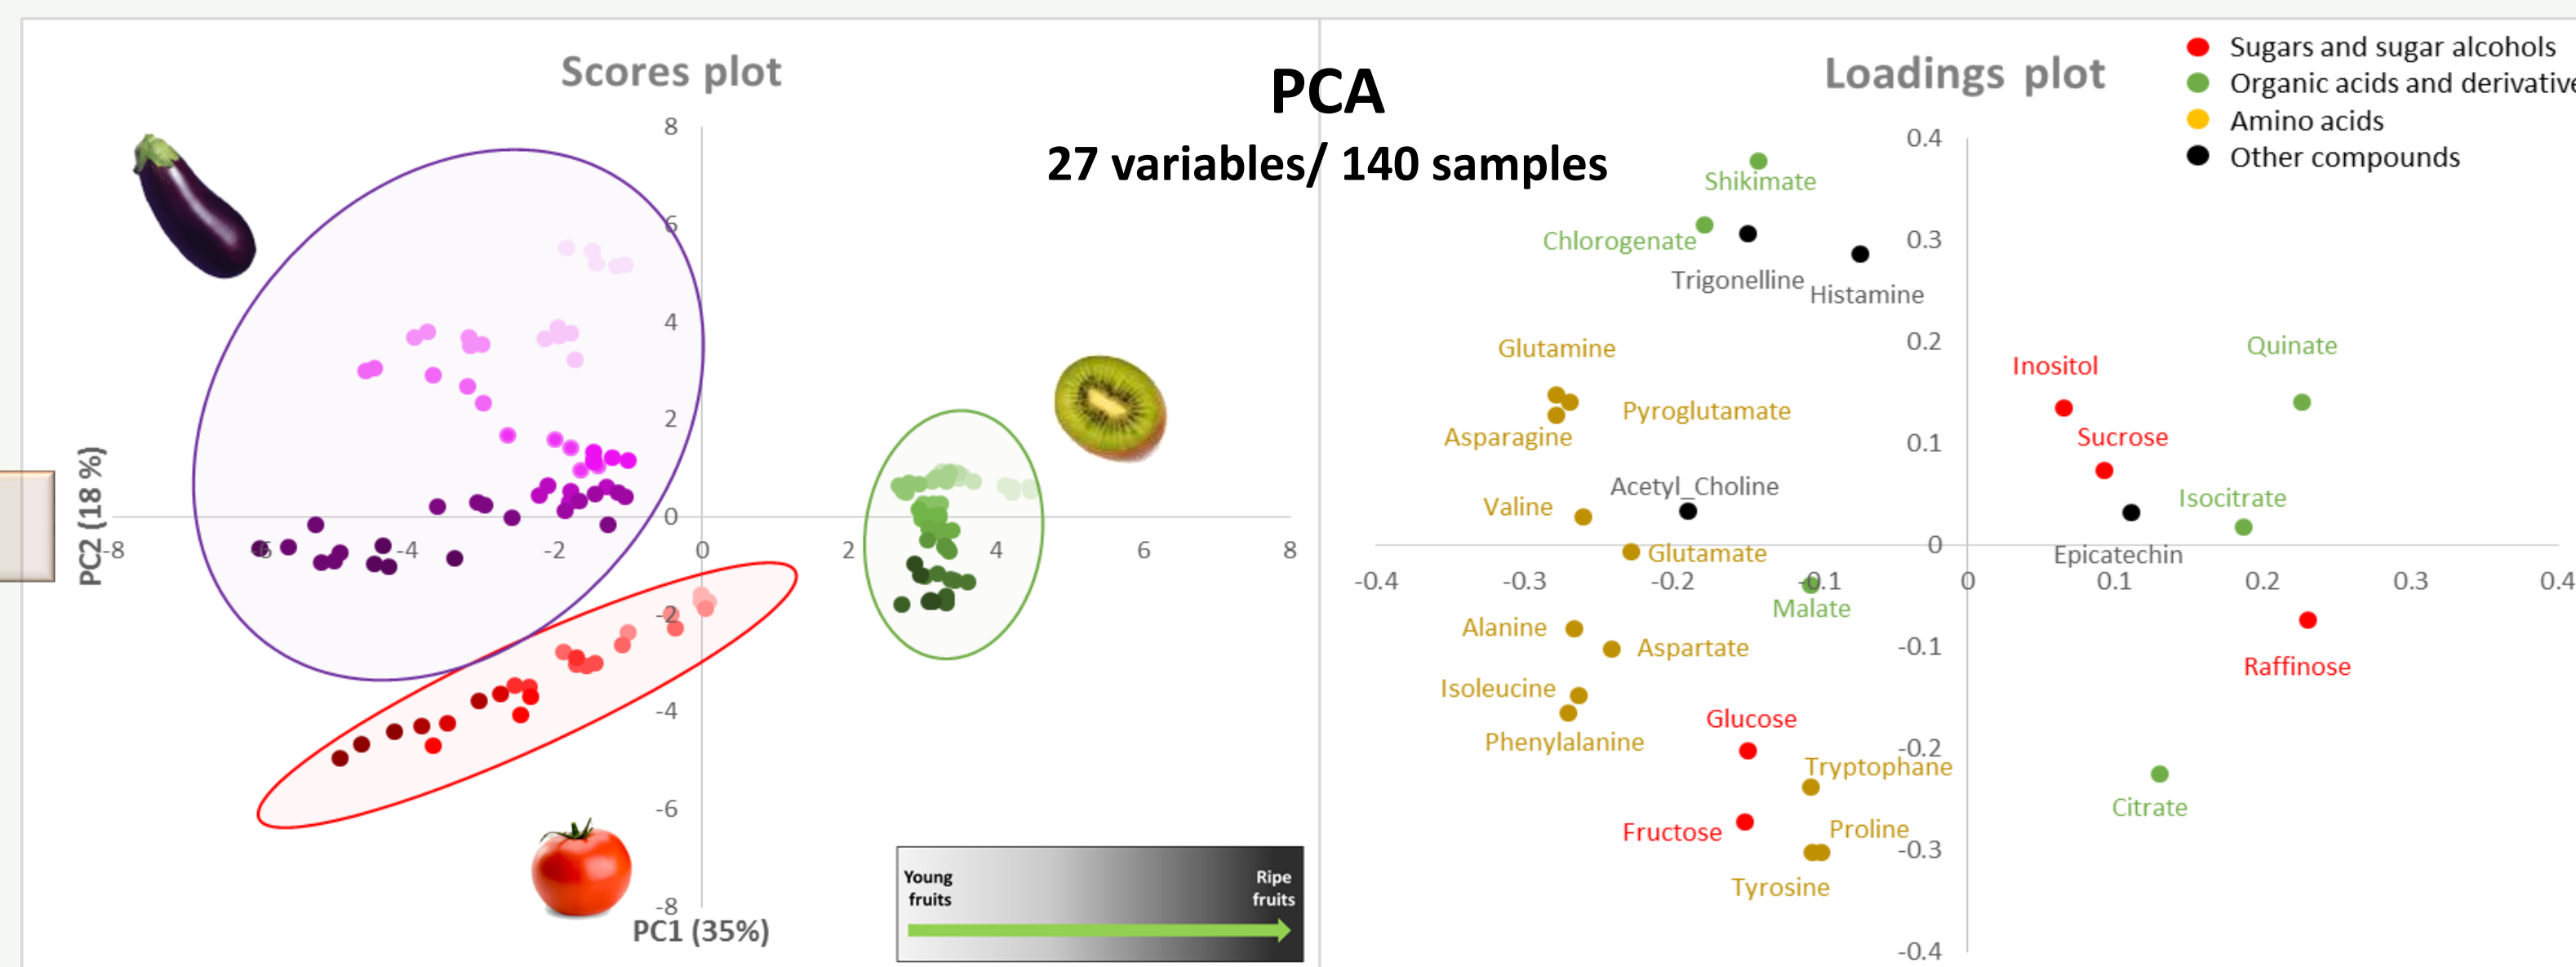 Scores plot
PCA
27 variables/ 140 samples
Loadings plot
Sugars and sugar alcohols
Organic acids and derivative
Amino acids
Other compounds
8
6
4
2
0
-2
-4
-6
-8
-8
-6
-4
-2
0
2
4
6
8
PC2 (18 %)
PC1 (35%)
Young
fruits
Ripe
fruits
0.4
0.3
0.2
0.1
0
-0.1
-0.2
-0.3
-0.4
-0.4
-0.3
-0.2
-0.1
0
0.1
0.2
0.3
0.4
Shikimate
Chlorogenate
Trigonelline
Histamine
Glutamine
Pyroglutamate
Asparagine
Inositol
Quinate
Sucrose
Acetyl_Choline
Valine
Isocitrate
Glutamate
Epicatechin
Malate
Alanine
Aspartate
Raffinose
Isoleucine
Glucose
Phenylalanine
Tryptophane
Citrate
Fructose
Proline
Tyrosine